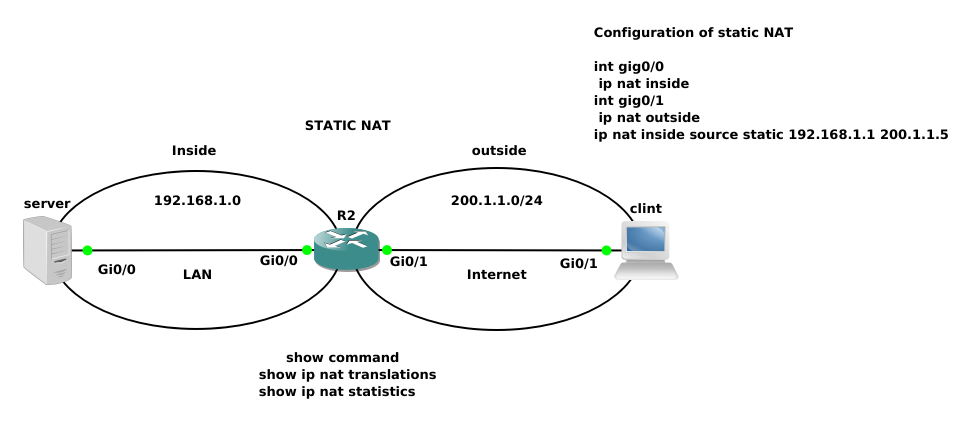 Configuration of static NAT
int gig0/0
ip nat inside
int gig0/1
ip nat outside
ip nat inside source static 192.168.1.1 200.1.1.5
STATIC NAT
Inside
outside
server
192.168.1.0
200.1.1.0/24
clint
R2
Gi0/0
LAN
Gi0/0
Gi0/1
Internet
Gi0/1
show command
show ip nat translations
show ip nat statistics